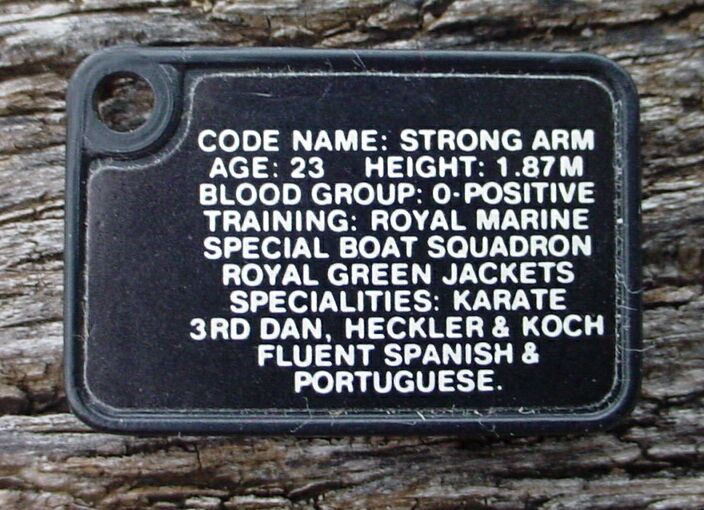 CODE NAME: STRONG ARM
AGE: 23 HEIGHT: 1.87M
BLOOD GROUP: O-POSITIVE
TRAINING: ROYAL MARINE
SPECIAL BOAT SQUADRON
ROYAL GREEN JACKETS
SPECIALITIES: KARATE
3RD DAN, HECKLER & KOCH
FLUENT SPANISH &
PORTUGUESE.